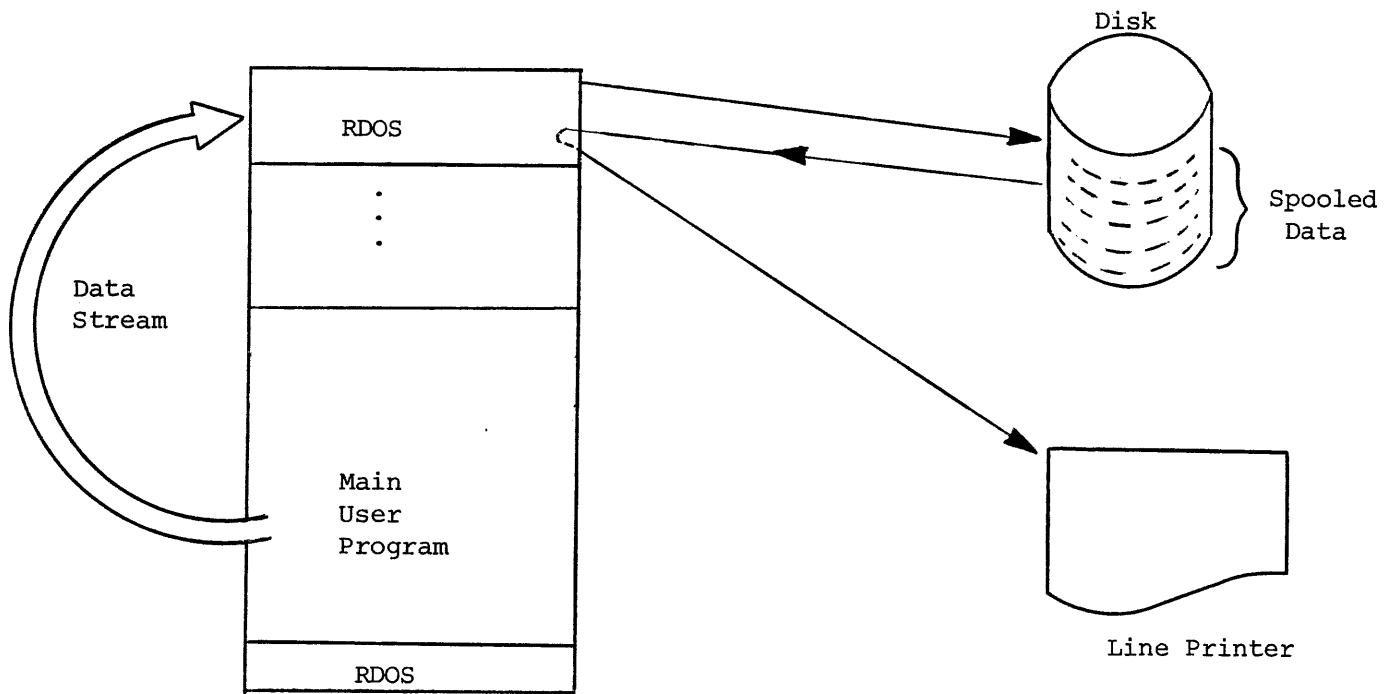 Disk
RDOS
Spooled
Data
Data
Stream
Main
User
Program
Line Printer
RDOS